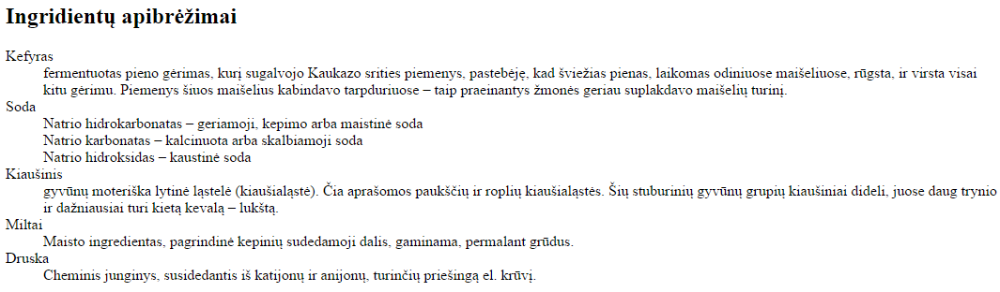 Ingridientų apibrėžimai
Kefyras
fermentuotas pieno gėrimas, kurį sugalvojo Kaukazo srities piemenys, pastebėję, kad šviežias pienas, laikomas odiniuose maišeliuose, rūgsta, ir virsta visai
kitu gėrimu. Piemenys šiuos maišelius kabindavo tarpduriuose – taip praeinantys žmonės geriau suplakdavo maišelių turinį.
Soda
Natrio hidrokarbonatas – geriamoji, kepimo arba maistinė soda
Natrio karbonatas – kalcinuota arba skalbiamoji soda
Natrio hidroksidas – kaustinė soda
Kiaušinis
gyvūnų moteriška lytinė ląstelė (kiaušialąstė). Čia aprašomos paukščių ir roplių kiaušialąstės. Šių stuburinių gyvūnų grupių kiaušiniai dideli, juose daug trynio
ir dažniausiai turi kietą kevalą – lukštą.
Miltai
Maisto ingredientas, pagrindinė kepinių sudedamoji dalis, gaminama, permalant grūdus.
Druska
Cheminis junginys, susidedantis iš katijonų ir anijonų, turinčių priešingą el. krūvį.